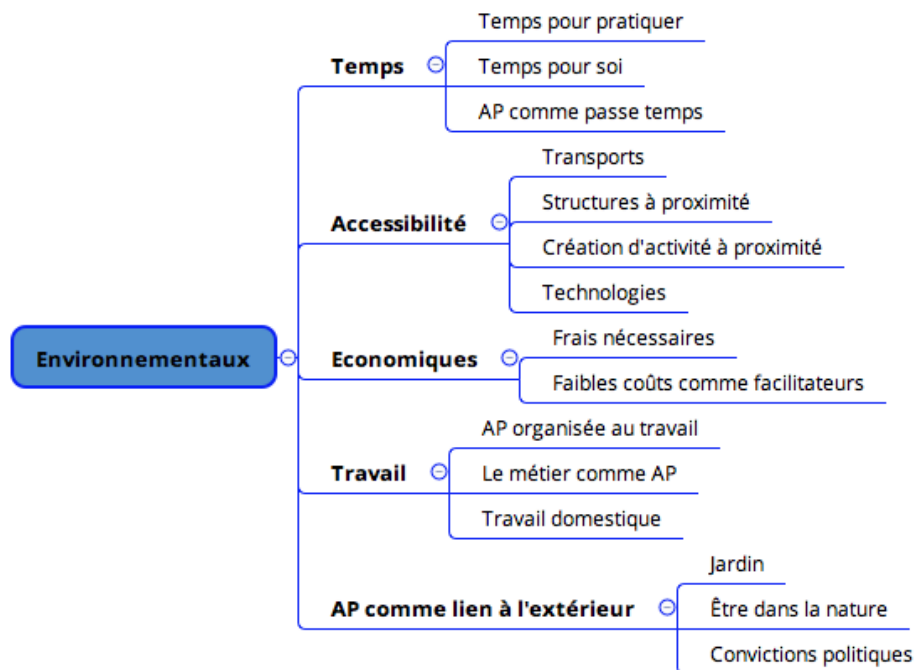 Environnementaux
Temps
Temps pour pratiquer
Temps pour soi
AP comme passe temps
Accessibilité
Transports
Structures à proximité
Création d'activité à proximité
Technologies
Economiques
Frais nécessaires
Faibles coûts comme facilitateurs
Travail
AP organisée au travail
Le métier comme AP
Travail domestique
AP comme lien à l'extérieur
Jardin
Être dans la nature
Convictions politiques